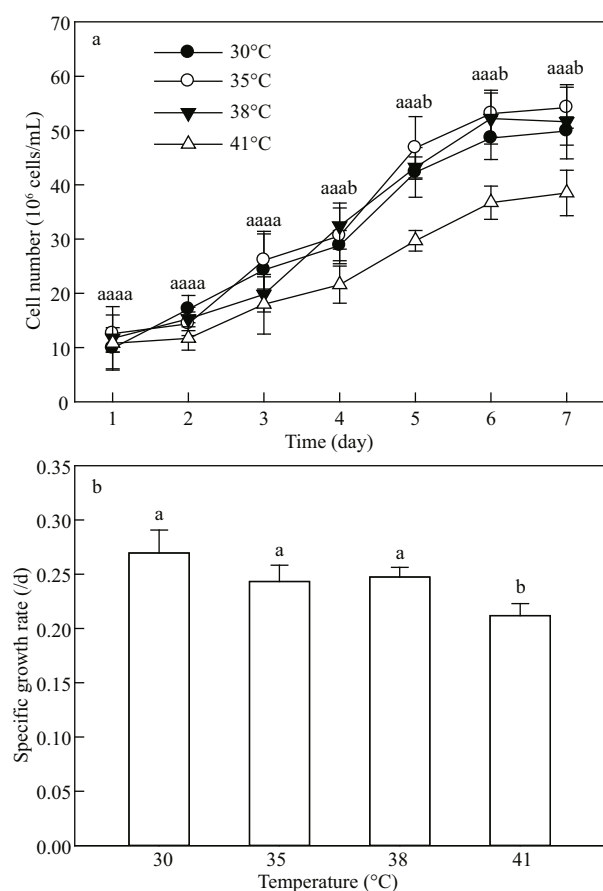 a
30°C
35°C
38°C
41°C
aaaa
aaaa
aaaa
aaab
aaab
aaab
aaab
Cell number (10⁶ cells/mL)
70
60
50
40
30
20
10
0
1 2 3 4 5 6 7
Time (day)
b
a
a
a
b
Specific growth rate (/d)
0.35
0.30
0.25
0.20
0.15
0.10
0.05
0.00
30 35 38 41
Temperature (°C)